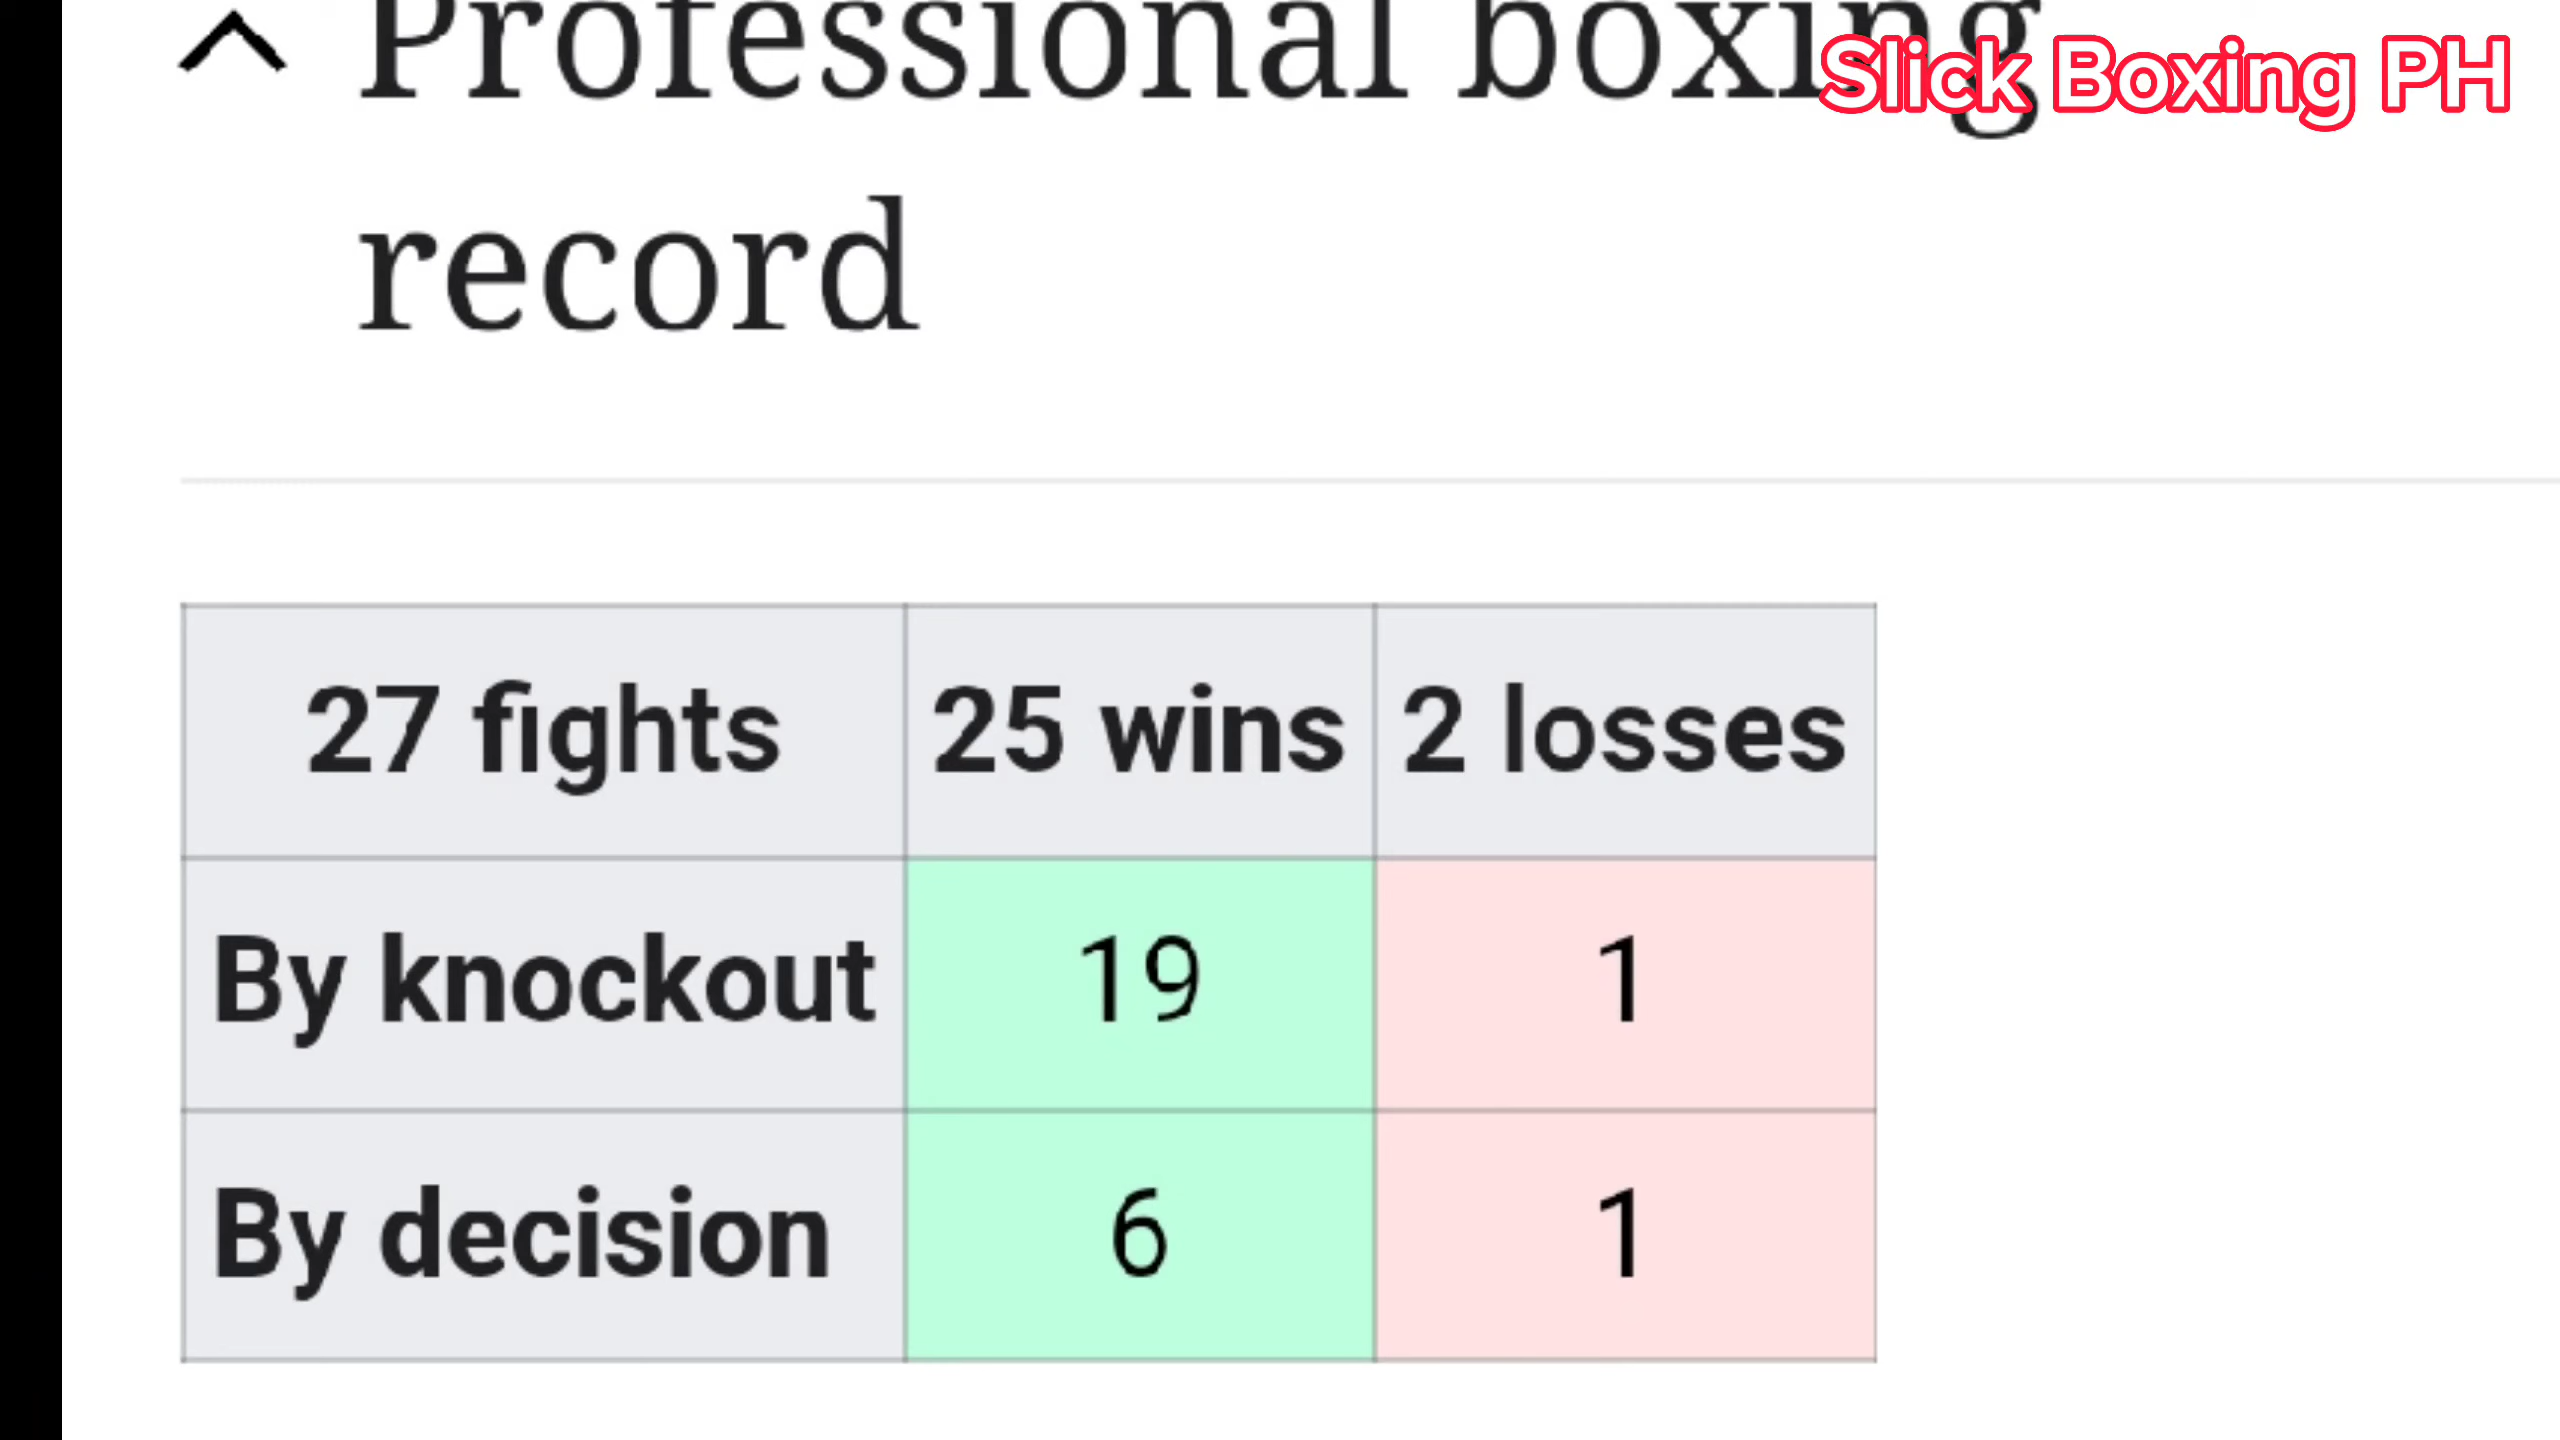 Professional boxing
record
Slick Boxing PH
27 fights 25 wins 2 losses
By knockout 19 1
By decision 6 1